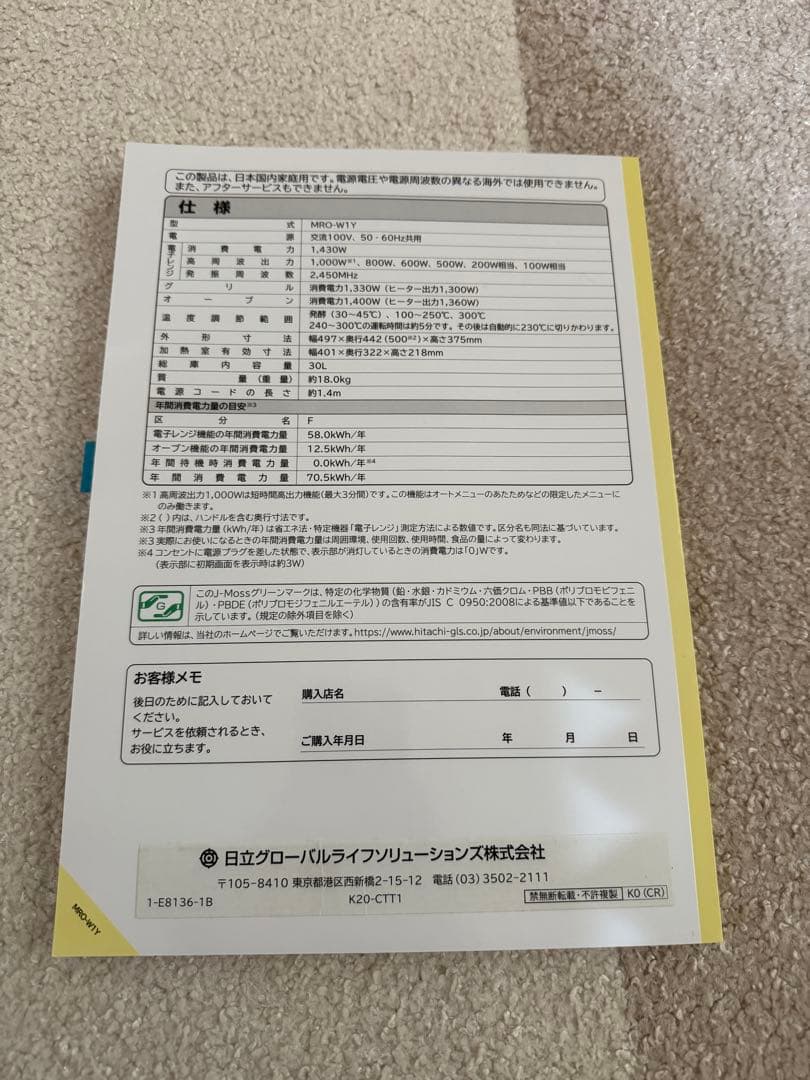 この製品は、日本国内家庭用です。電源電圧や電源周波数の異なる海外では使用できません。
また、アフターサービスもできません。
仕様
型式 MRO-W1Y
電源 交流100V、50・60Hz共用
電子レンジ 消費電力 1,430W
高周波出力 1,000W※1、800W、600W、500W、200W相当、100W相当
発振周波数 2,450MHz
グリル 消費電力1,330W（ヒーター出力1,300W）
オーブン 消費電力1,400W（ヒーター出力1,360W）
温度調節範囲 発酵（30～45℃）、100～250℃、300℃
240～300℃の運転時間は約5分です。その後は自動的に230℃に切りかわります。
外形寸法 幅497×奥行442（500※2）×高さ375mm
加熱室有効寸法 幅401×奥行322×高さ218mm
総庫内容量 30L
質量（重量） 約18.0kg
電源コードの長さ 約1.4m
年間消費電力量の目安※3
区分名 F
電子レンジ機能の年間消費電力量 58.0kWh/年
オーブン機能の年間消費電力量 12.5kWh/年
年間待機時消費電力量 0.0kWh/年※4
年間消費電力量 70.5kWh/年
※1 高周波出力1,000Wは短時間高出力機能（最大3分間）です。この機能はオートメニューのあたためなどの限定したメニューに
のみ働きます。
※2（ ）内は、ハンドルを含む奥行寸法です。
※3 年間消費電力量（kWh/年）は省エネ法・特定機器「電子レンジ」測定方法による数値です。区分名も同法に基づいています。
※3 実際にお使いになるときの年間消費電力量は周囲環境、使用回数、使用時間、食品の量によって変わります。
※4 コンセントに電源プラグを差した状態で、表示部が消灯しているときの消費電力は「0」Wです。
（表示部に初期画面を表示時は約3W）
G
このJ-Mossグリーンマークは、特定の化学物質（鉛・水銀・カドミウム・六価クロム・PBB（ポリブロモビフェニ
ル）・PBDE（ポリブロモジフェニルエーテル））の含有率がJIS C 0950:2008による基準値以下であることを
示しています。（規定の除外項目を除く）
詳しい情報は、当社のホームページでご覧いただけます。https://www.hitachi-gls.co.jp/about/environment/jmoss/
お客様メモ
後日のために記入しておいて
ください。
サービスを依頼されるとき、
お役に立ちます。
購入店名 電話（ ） －
ご購入年月日 年 月 日
日立グローバルライフソリューションズ株式会社
〒105-8410 東京都港区西新橋2-15-12 電話（03）3502-2111
1-E8136-1B K20-CTT1 禁無断転載・不許複製 K0（CR）
MRO-W1Y